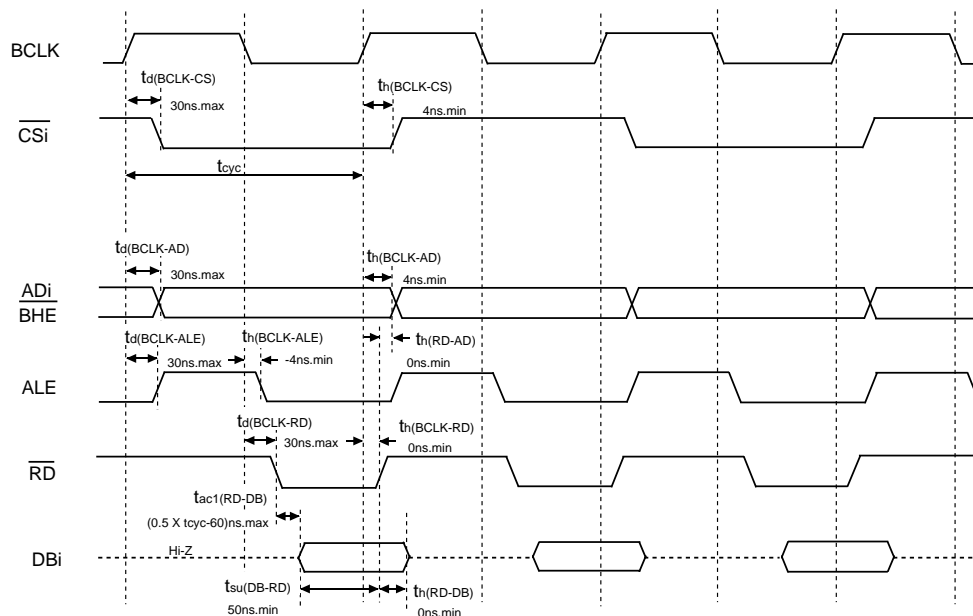 BCLK
td(BCLK-CS)
30ns.max
th(BCLK-CS)
4ns.min
CSi
tcyc
td(BCLK-AD)
30ns.max
th(BCLK-AD)
4ns.min
ADi
BHE
td(BCLK-ALE)
30ns.max
th(BCLK-ALE)
-4ns.min
th(RD-AD)
0ns.min
ALE
td(BCLK-RD)
30ns.max
th(BCLK-RD)
0ns.min
RD
tac1(RD-DB)
(0.5 X tcyc-60)ns.max
Hi-Z
DBi
tsu(DB-RD)
50ns.min
th(RD-DB)
0ns.min